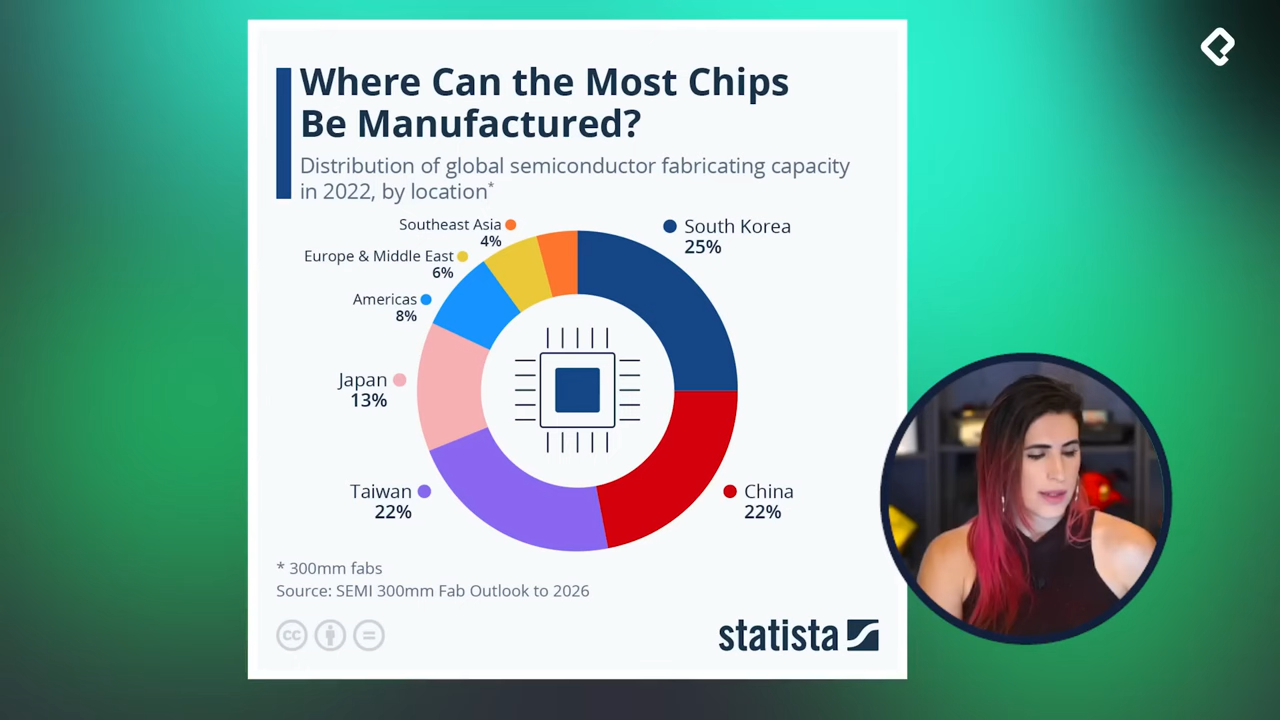 Where Can the Most Chips
Be Manufactured?
Distribution of global semiconductor fabricating capacity
in 2022, by location*
Southeast Asia
4%
Europe & Middle East
6%
Americas
8%
Japan
13%
Taiwan
22%
South Korea
25%
China
22%
* 300mm fabs
Source: SEMI 300mm Fab Outlook to 2026
cc
statista